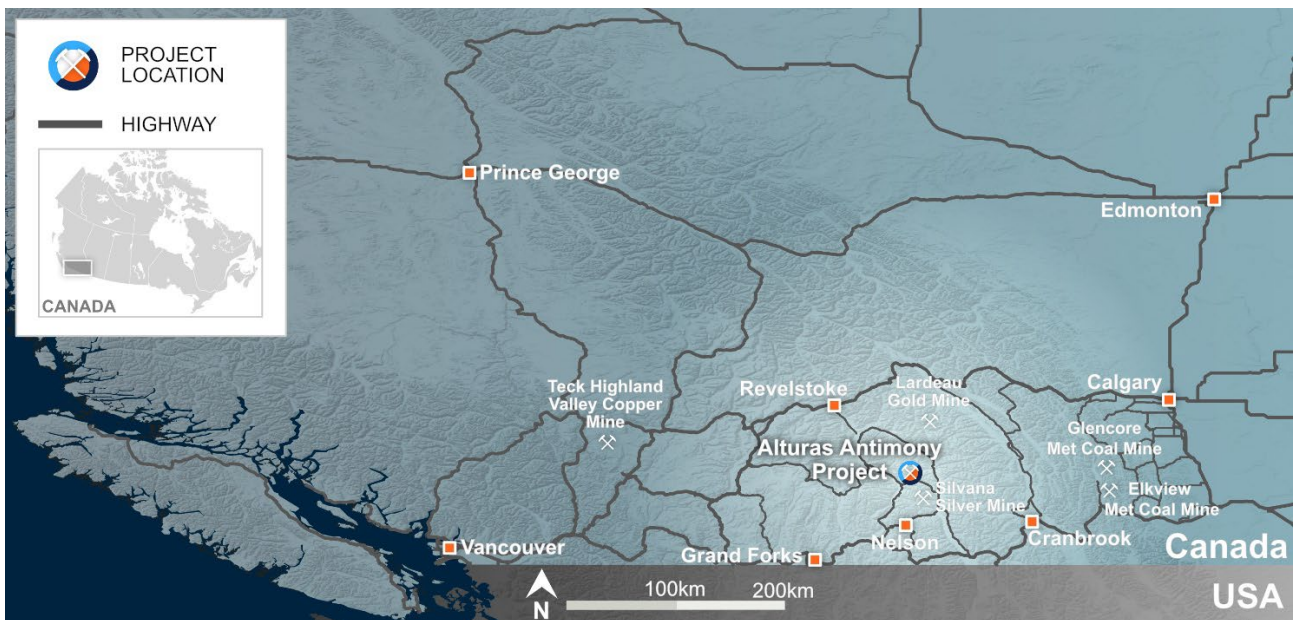 PROJECT
LOCATION
HIGHWAY
CANADA
Prince George
Edmonton
Teck Highland
Valley Copper
Mine
Revelstoke
Lardeau
Gold Mine
Calgary
Glencore
Met Coal Mine
Alturas Antimony
Project
Silvana
Silver Mine
Elkview
Met Coal Mine
Vancouver
Grand Forks
Nelson
Cranbrook
Canada
USA
N
100km
200km